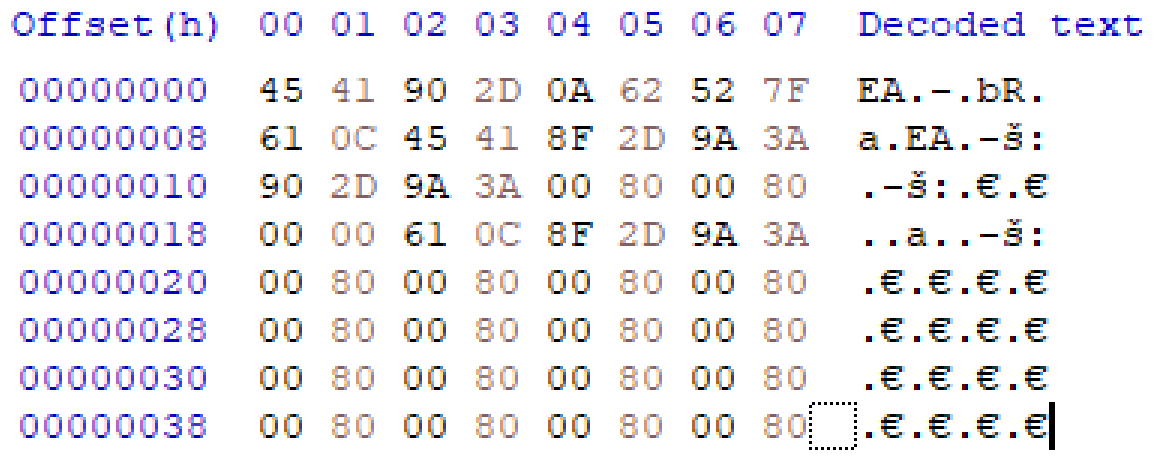 Offset(h) 00 01 02 03 04 05 06 07 Decoded text
00000000 45 41 90 2D 0A 62 52 7F EA.-.bR.
00000008 61 0C 45 41 8F 2D 9A 3A a.EA.-š:
00000010 90 2D 9A 3A 00 80 00 80 .-š:.€.€
00000018 00 00 61 0C 8F 2D 9A 3A ..a..-š:
00000020 00 80 00 80 00 80 00 80 .€.€.€.€
00000028 00 80 00 80 00 80 00 80 .€.€.€.€
00000030 00 80 00 80 00 80 00 80 .€.€.€.€
00000038 00 80 00 80 00 80 00 80 .€.€.€.€